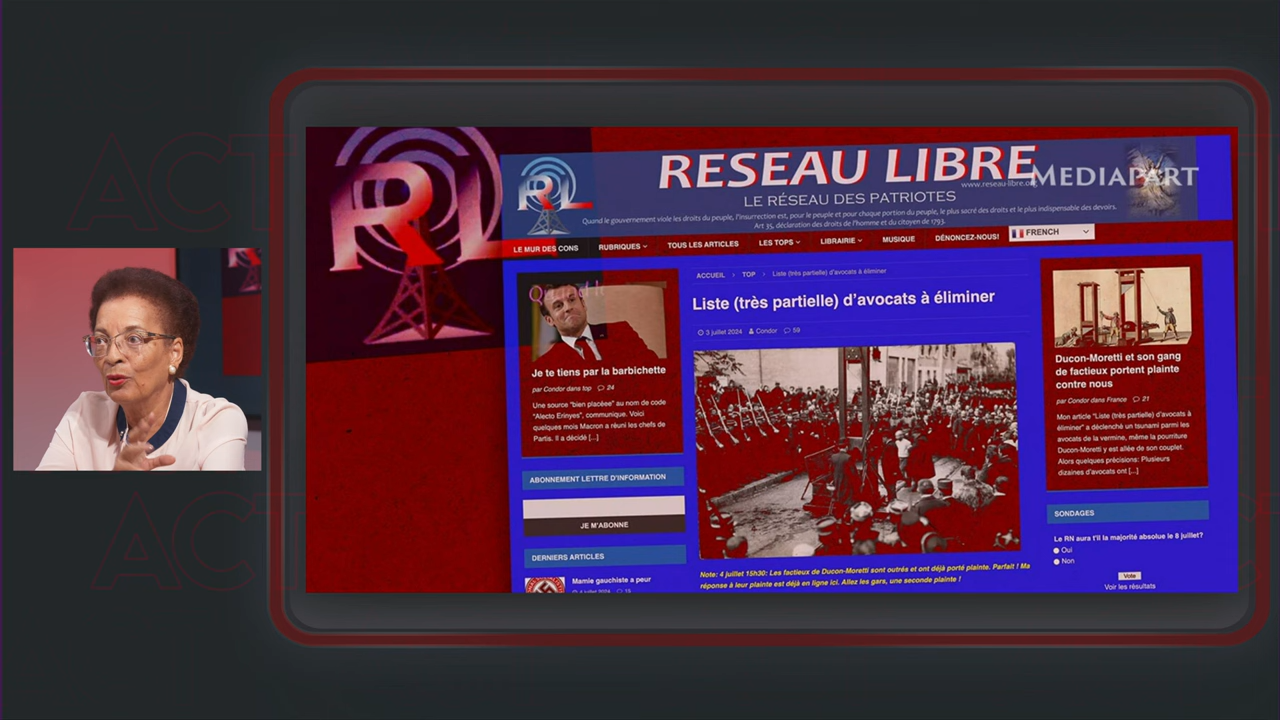 ACT
RL
RESEAU LIBRE
www.reseau-libre.org
MEDIAPART
LE RÉSEAU DES PATRIOTES
Quand le gouvernement viole les droits du peuple, l'insurrection est, pour le peuple et pour chaque portion du peuple, le plus sacré des droits et le plus indispensable des devoirs.
Art 35, déclaration des droits de l'homme et du citoyen de 1793.
LE MUR DES CONS RUBRIQUES TOUS LES ARTICLES LES TOPS LIBRAIRIE MUSIQUE DÉNONCEZ-NOUS! FRENCH
Je te tiens par la barbichette
par Condor dans top 24
Une source "bien placée" au nom de code
"Alecto Erinyes", communique. Voici
quelques mois Macron a réuni les chefs de
Partis. Il a décidé [...]
ABONNEMENT LETTRE D'INFORMATION
JE M'ABONNE
DERNIERS ARTICLES
Mamie gauchiste a peur
4 juillet 2024 15
ACCUEIL > TOP > Liste (très partielle) d'avocats à éliminer
Liste (très partielle) d'avocats à éliminer
3 juillet 2024 Condor 59
Note: 4 juillet 15h30: Les factieux de Ducon-Moretti sont outrés et ont déjà porté plainte. Parfait ! Ma
réponse à leur plainte est déjà en ligne ici. Allez les gars, une seconde plainte !
Ducon-Moretti et son gang
de factieux portent plainte
contre nous
par Condor dans France 21
Mon article "Liste (très partielle) d'avocats à
éliminer" a déclenché un tsunami parmi les
avocats de la vermine, même la pourriture
Ducon-Moretti y est allée de son couplet.
Alors quelques précisions: Plusieurs
dizaines d'avocats ont [...]
SONDAGES
Le RN aura t'il la majorité absolue le 8 juillet?
Oui
Non
Vote
Voir les résultats
ACT